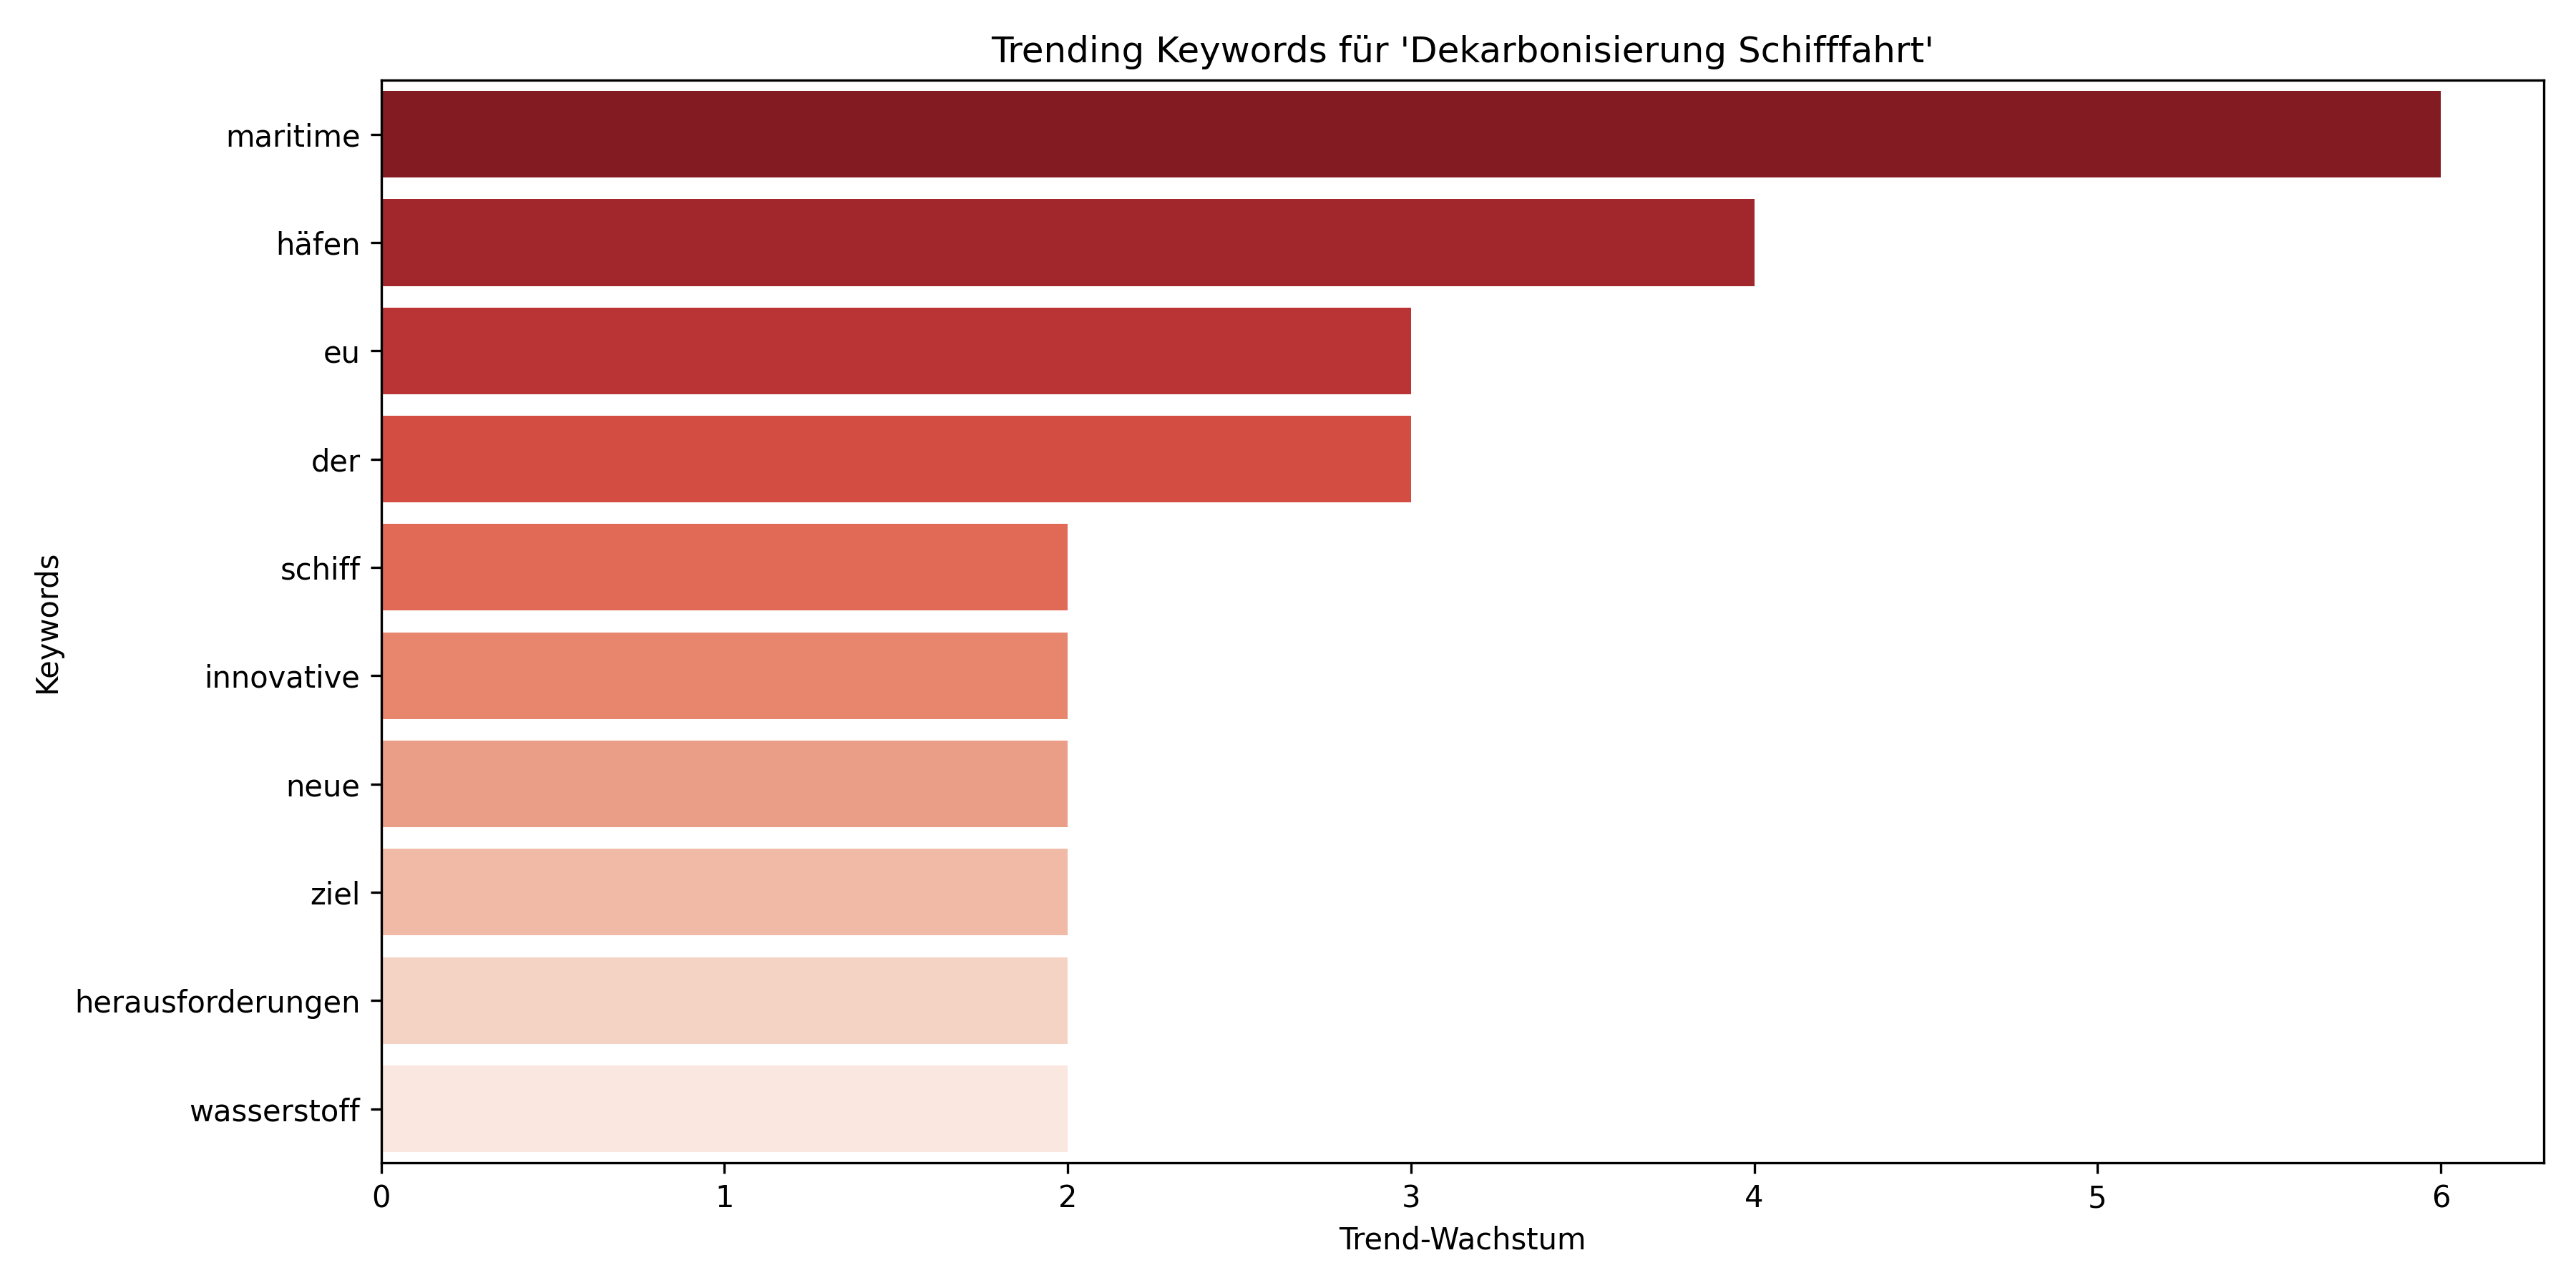 Trending Keywords für 'Dekarbonisierung Schifffahrt'
maritime
häfen
eu
der
schiff
innovative
neue
ziel
herausforderungen
wasserstoff
Keywords
0 1 2 3 4 5 6
Trend-Wachstum